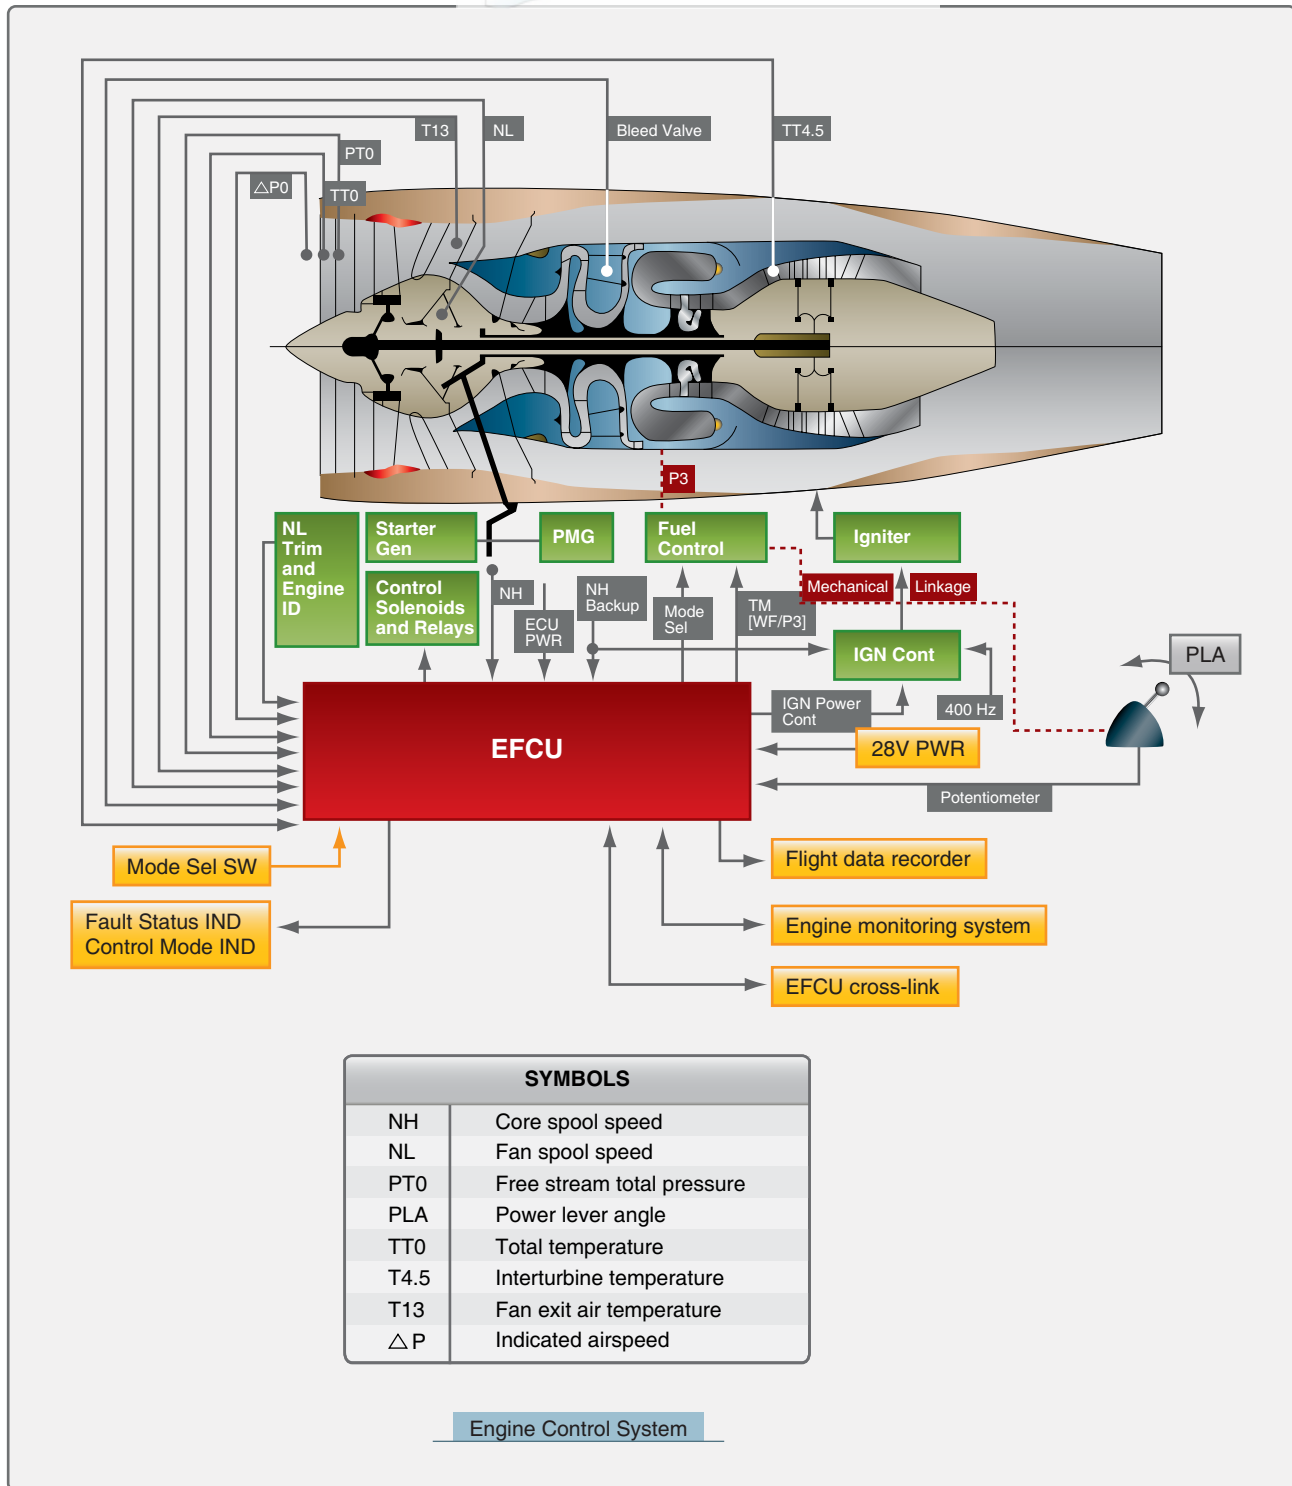 T13
NL
Bleed Valve
TT4.5
PT0
△P0
TT0
P3
NL
Trim
and
Engine
ID
Starter
Gen
PMG
Fuel
Control
Igniter
Control
Solenoids
and Relays
NH
ECU
PWR
NH
Backup
Mode
Sel
TM
[WF/P3]
Mechanical
Linkage
IGN Cont
PLA
IGN Power
Cont
400 Hz
EFCU
28V PWR
Potentiometer
Mode Sel SW
Flight data recorder
Fault Status IND
Control Mode IND
Engine monitoring system
EFCU cross-link
SYMBOLS
NH Core spool speed
NL Fan spool speed
PT0 Free stream total pressure
PLA Power lever angle
TT0 Total temperature
T4.5 Interturbine temperature
T13 Fan exit air temperature
△P Indicated airspeed
Engine Control System